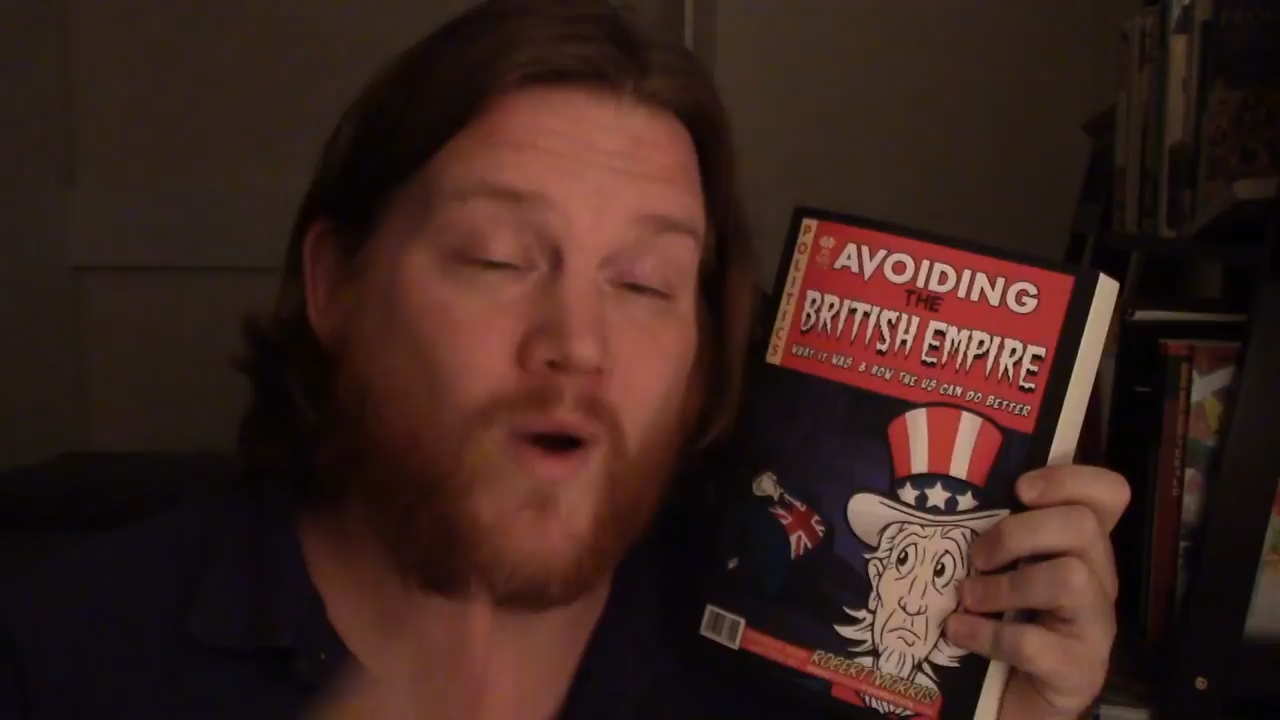 POLITICS
AVOIDING
THE
BRITISH EMPIRE
WHAT IT WAS & HOW THE US CAN DO BETTER
ROBERT MORRIS